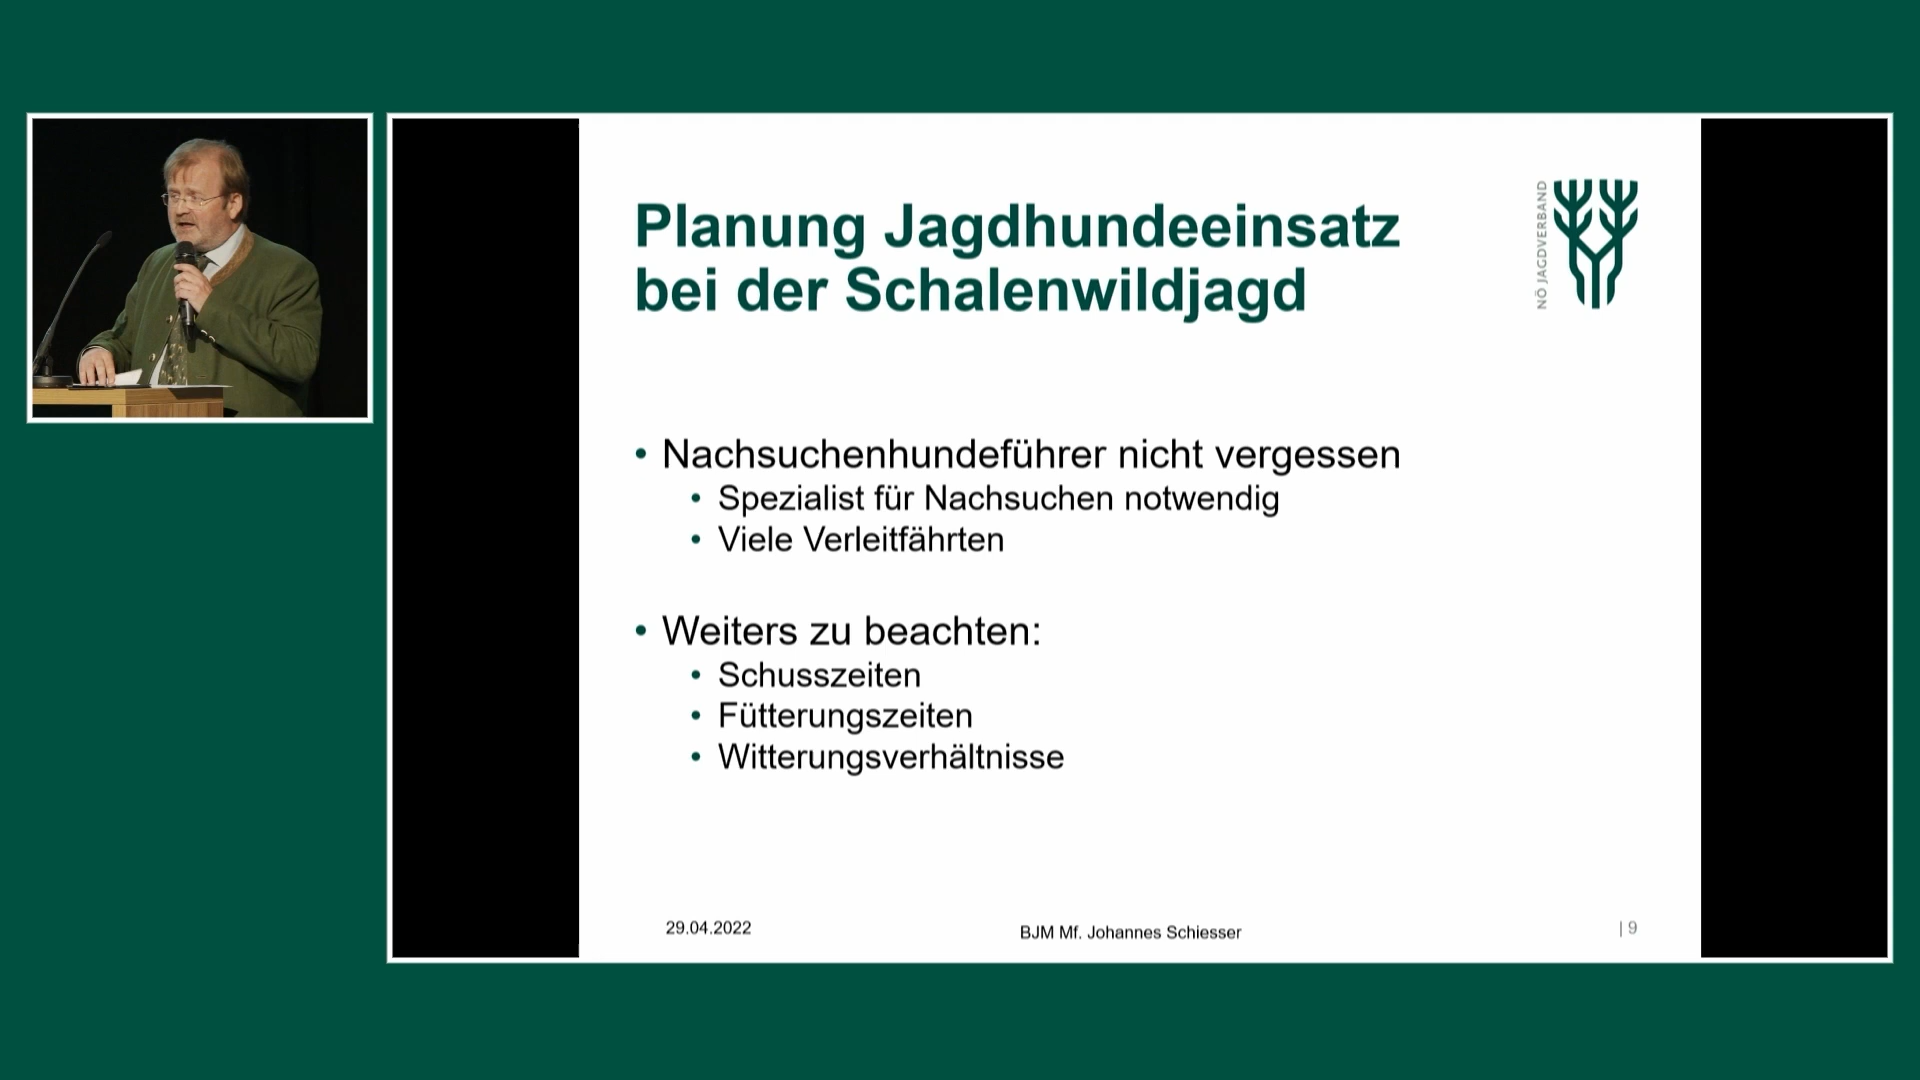 Planung Jagdhundeeinsatz
bei der Schalenwildjagd
NÖ JAGDVERBAND
• Nachsuchenhundeführer nicht vergessen
• Spezialist für Nachsuchen notwendig
• Viele Verleitfährten
• Weiters zu beachten:
• Schusszeiten
• Fütterungszeiten
• Witterungsverhältnisse
29.04.2022
BJM Mf. Johannes Schiesser
| 9